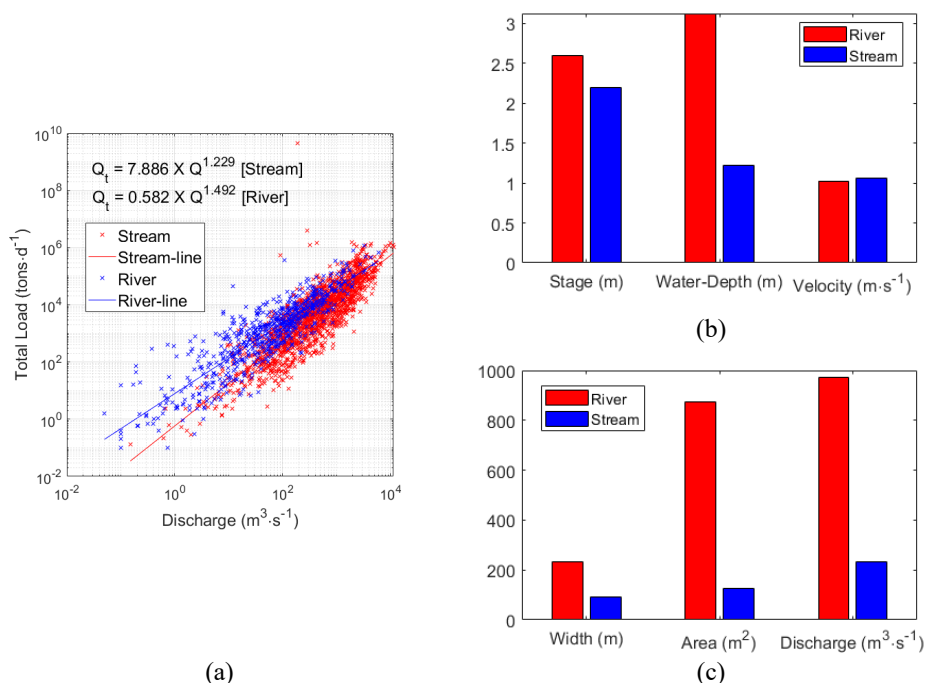 10^10
10^8
10^6
10^4
10^2
10^0
10^-2
Total Load (tons·d^-1)
Q_t = 7.886 X Q^1.229 [Stream]
Q_t = 0.582 X Q^1.492 [River]
Stream
Stream-line
River
River-line
10^-2 10^0 10^2 10^4
Discharge (m^3·s^-1)
(a)
3
2.5
2
1.5
1
0.5
0
River
Stream
Stage (m) Water-Depth (m) Velocity (m·s^-1)
(b)
1000
800
600
400
200
0
River
Stream
Width (m) Area (m^2) Discharge (m^3·s^-1)
(c)